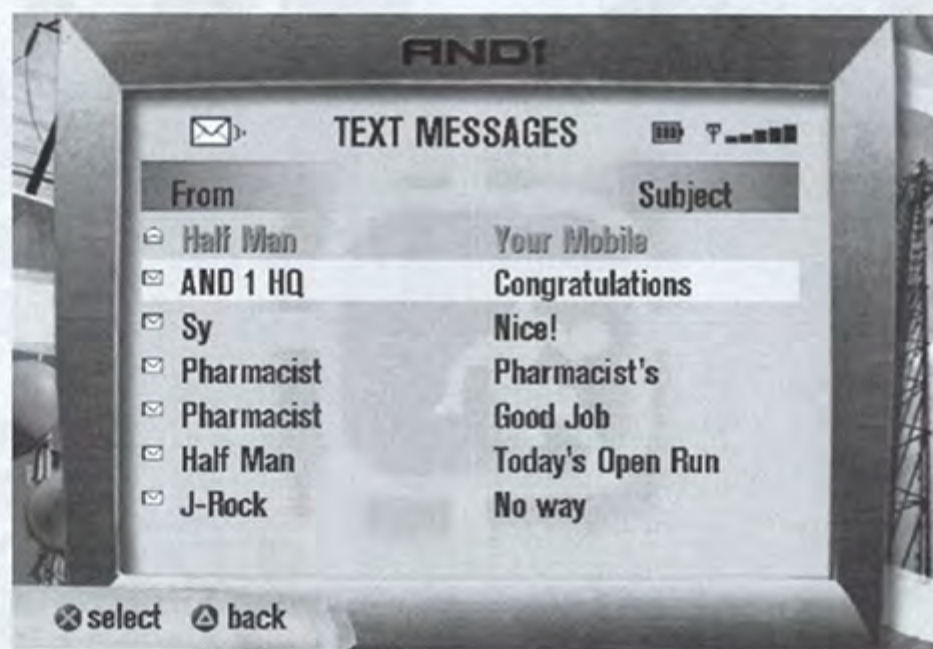 AND1
TEXT MESSAGES
From Subject
Half Man Your Mobile
AND 1 HQ Congratulations
Sy Nice!
Pharmacist Pharmacist's
Pharmacist Good Job
Half Man Today's Open Run
J-Rock No way
select back